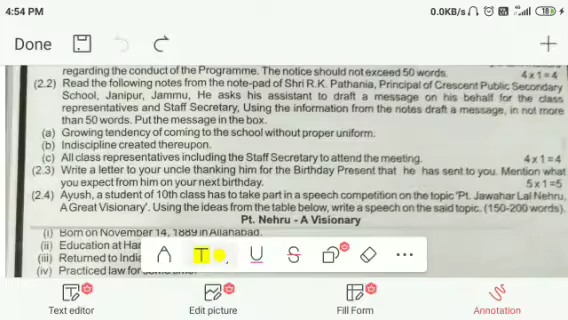 4:54 PM 0.0KB/s 18
Done
regarding the conduct of the Programme. The notice should not exceed 50 words. 4x1=4
(2.2) Read the following notes from the note-pad of Shri R.K. Pathania, Principal of Crescent Public Secondary
School, Janipur, Jammu, He asks his assistant to draft a message on his behalf for the class
representatives and Staff Secretary, Using the information from the notes draft a message, in not more
than 50 words. Put the message in the box.
(a) Growing tendency of coming to the school without proper uniform.
(b) Indiscipline created thereupon.
(c) All class representatives including the Staff Secretary to attend the meeting. 4x1=4
(2.3) Write a letter to your uncle thanking him for the Birthday Present that he has sent to you. Mention what
you expect from him on your next birthday. 5x1=5
(2.4) Ayush, a student of 10th class has to take part in a speech competition on the topic 'Pt. Jawahar Lal Nehru,
A Great Visionary'. Using the ideas from the table below, write a speech on the said topic. (150-200 words).
Pt. Nehru - A Visionary
(i) Born on November 14, 1889 in Allahabad.
(ii) Education at Har
(iii) Returned to India
(iv) Practiced law for some time.
T U S
Text editor Edit picture Fill Form Annotation